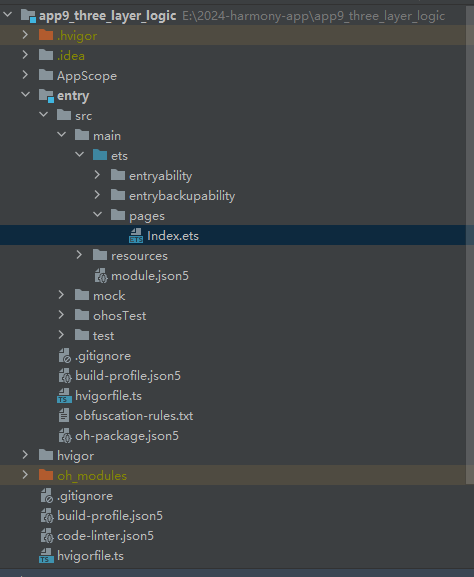 app9_three_layer_logic E:\2024-harmony-app\app9_three_layer_logic
.hvigor
.idea
AppScope
entry
src
main
ets
entryability
entrybackupability
pages
Index.ets
resources
module.json5
mock
ohosTest
test
.gitignore
build-profile.json5
hvigorfile.ts
obfuscation-rules.txt
oh-package.json5
hvigor
oh_modules
.gitignore
build-profile.json5
code-linter.json5
hvigorfile.ts